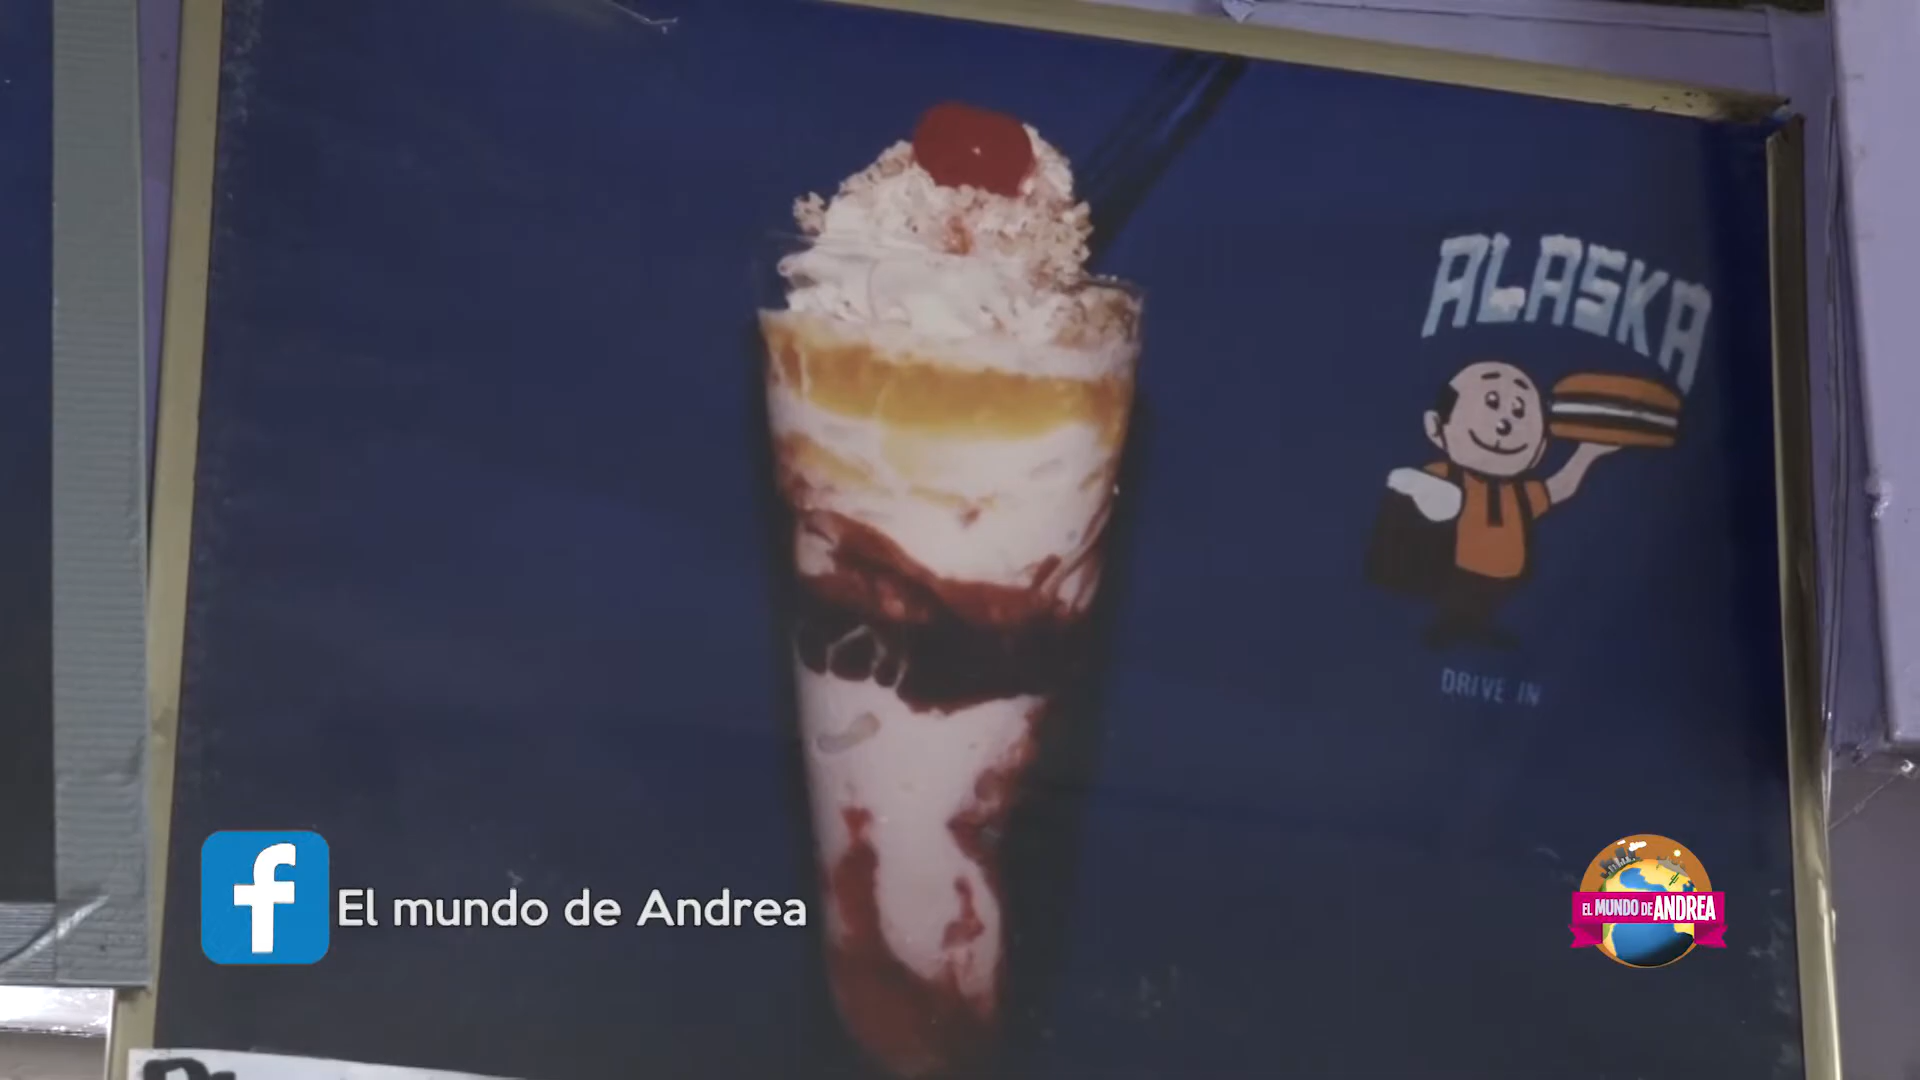 ALASKA
DRIVE IN
f
El mundo de Andrea
EL MUNDO DE ANDREA